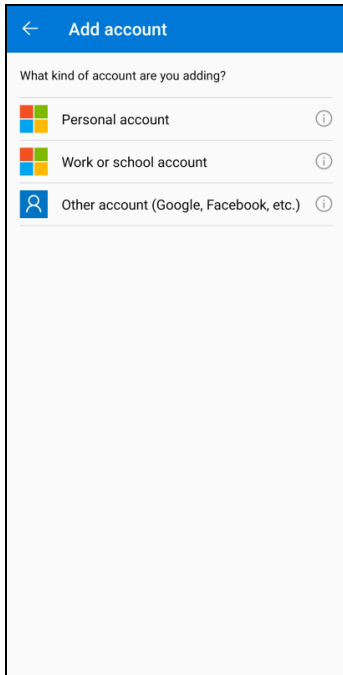 Add account
What kind of account are you adding?
Personal account
Work or school account
Other account (Google, Facebook, etc.)